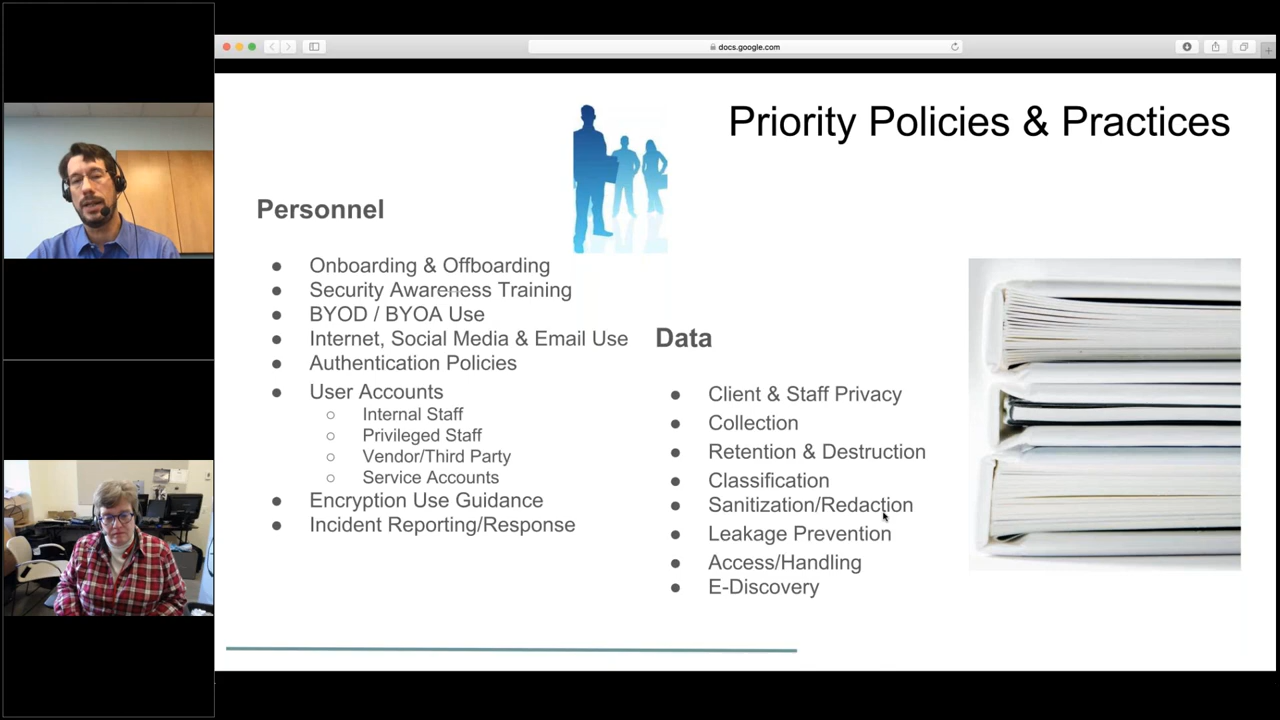 docs.google.com
Priority Policies & Practices
Personnel
● Onboarding & Offboarding
● Security Awareness Training
● BYOD / BYOA Use
● Internet, Social Media & Email Use
● Authentication Policies
● User Accounts
○ Internal Staff
○ Privileged Staff
○ Vendor/Third Party
○ Service Accounts
● Encryption Use Guidance
● Incident Reporting/Response
Data
● Client & Staff Privacy
● Collection
● Retention & Destruction
● Classification
● Sanitization/Redaction
● Leakage Prevention
● Access/Handling
● E-Discovery